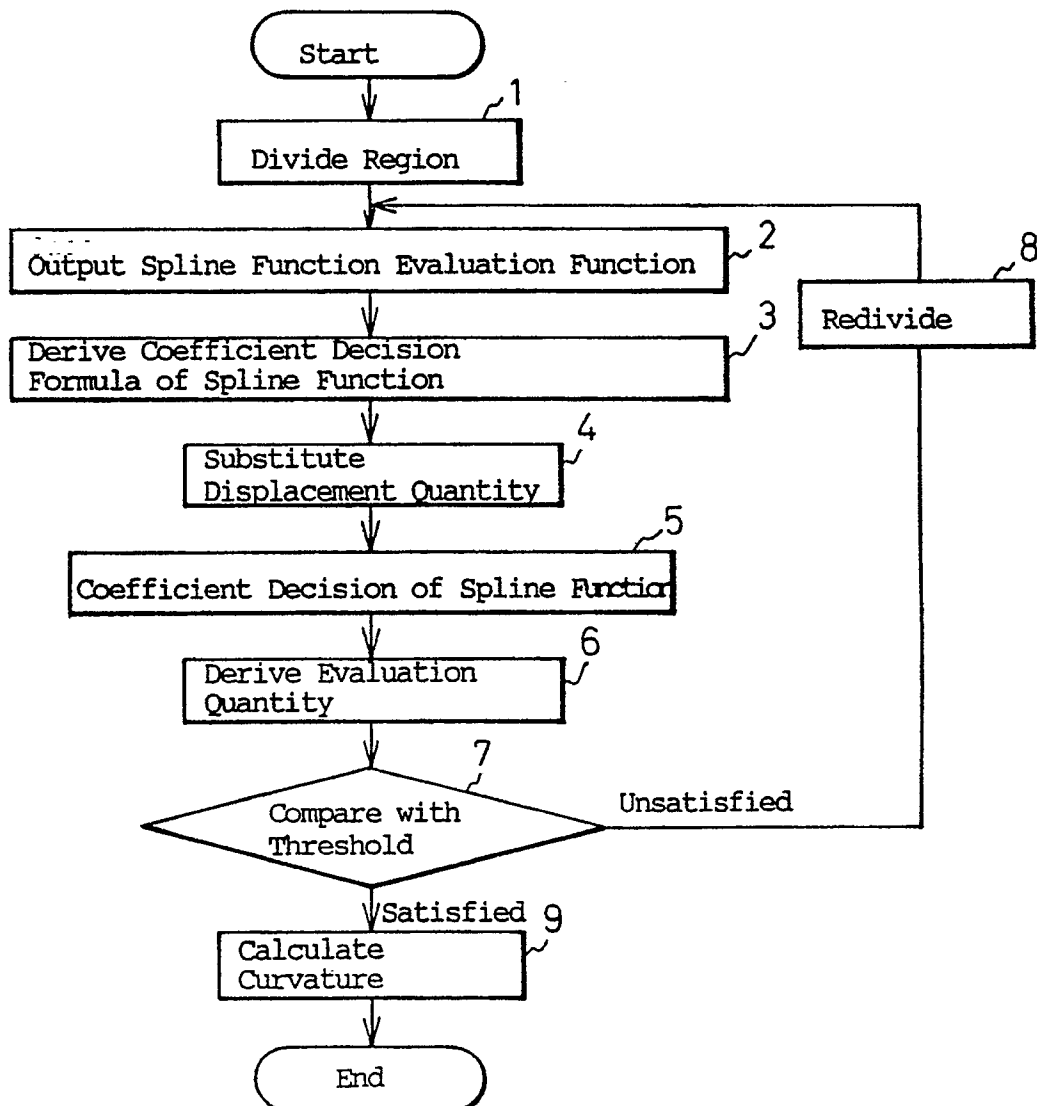 Start
1
Divide Region
2
Output Spline Function Evaluation Function
8
Redivide
3
Derive Coefficient Decision
Formula of Spline Function
4
Substitute
Displacement Quantity
5
Coefficient Decision of Spline Function
6
Derive Evaluation
Quantity
7
Compare with
Threshold
Unsatisfied
Satisfied
9
Calculate
Curvature
End